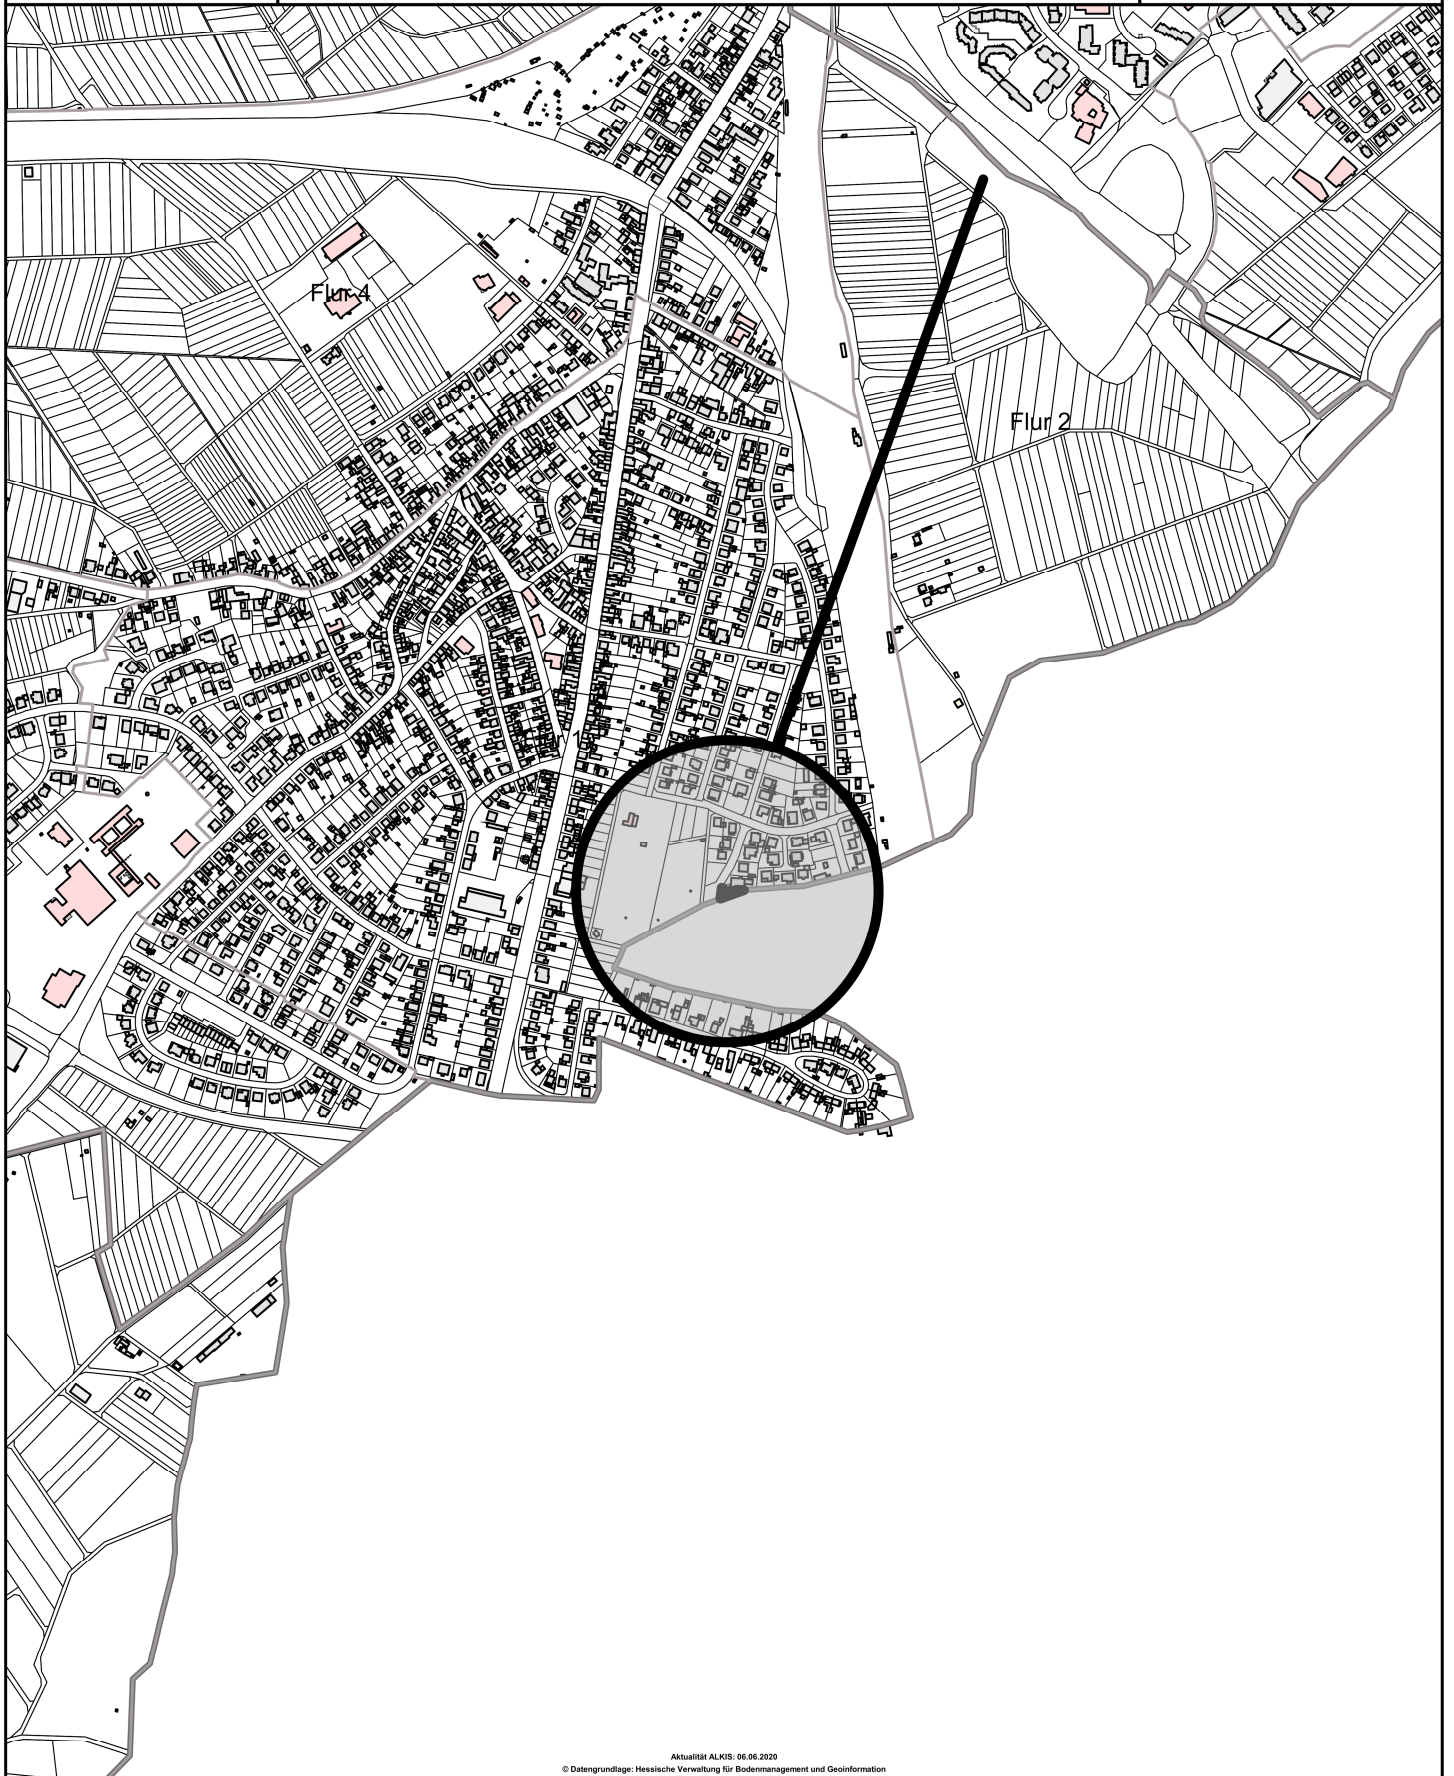 Flur 4
Flur 2
Aktualität ALKIS: 06.06.2020
© Datengrundlage: Hessische Verwaltung für Bodenmanagement und Geoinformation